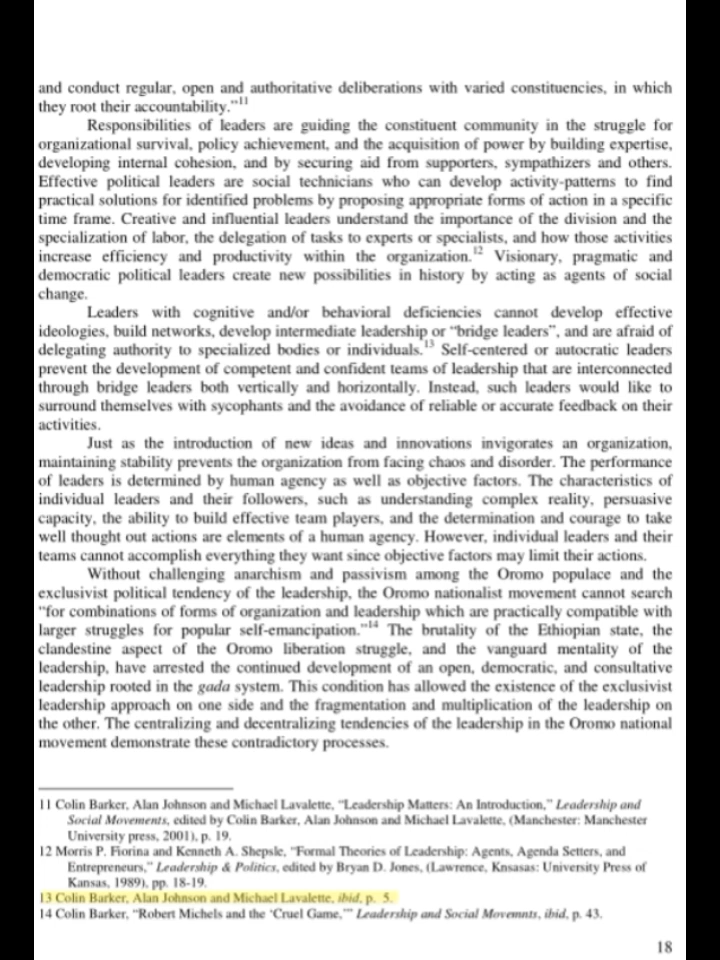 and conduct regular, open and authoritative deliberations with varied constituencies, in which
they root their accountability."11
Responsibilities of leaders are guiding the constituent community in the struggle for
organizational survival, policy achievement, and the acquisition of power by building expertise,
developing internal cohesion, and by securing aid from supporters, sympathizers and others.
Effective political leaders are social technicians who can develop activity-patterns to find
practical solutions for identified problems by proposing appropriate forms of action in a specific
time frame. Creative and influential leaders understand the importance of the division and the
specialization of labor, the delegation of tasks to experts or specialists, and how those activities
increase efficiency and productivity within the organization.12 Visionary, pragmatic and
democratic political leaders create new possibilities in history by acting as agents of social
change.
Leaders with cognitive and/or behavioral deficiencies cannot develop effective
ideologies, build networks, develop intermediate leadership or "bridge leaders", and are afraid of
delegating authority to specialized bodies or individuals.13 Self-centered or autocratic leaders
prevent the development of competent and confident teams of leadership that are interconnected
through bridge leaders both vertically and horizontally. Instead, such leaders would like to
surround themselves with sycophants and the avoidance of reliable or accurate feedback on their
activities.
Just as the introduction of new ideas and innovations invigorates an organization,
maintaining stability prevents the organization from facing chaos and disorder. The performance
of leaders is determined by human agency as well as objective factors. The characteristics of
individual leaders and their followers, such as understanding complex reality, persuasive
capacity, the ability to build effective team players, and the determination and courage to take
well thought out actions are elements of a human agency. However, individual leaders and their
teams cannot accomplish everything they want since objective factors may limit their actions.
Without challenging anarchism and passivism among the Oromo populace and the
exclusivist political tendency of the leadership, the Oromo nationalist movement cannot search
"for combinations of forms of organization and leadership which are practically compatible with
larger struggles for popular self-emancipation."14 The brutality of the Ethiopian state, the
clandestine aspect of the Oromo liberation struggle, and the vanguard mentality of the
leadership, have arrested the continued development of an open, democratic, and consultative
leadership rooted in the gada system. This condition has allowed the existence of the exclusivist
leadership approach on one side and the fragmentation and multiplication of the leadership on
the other. The centralizing and decentralizing tendencies of the leadership in the Oromo national
movement demonstrate these contradictory processes.
11 Colin Barker, Alan Johnson and Michael Lavalette, "Leadership Matters: An Introduction," Leadership and
Social Movements, edited by Colin Barker, Alan Johnson and Michael Lavalette, (Manchester: Manchester
University press, 2001), p. 19.
12 Morris P. Fiorina and Kenneth A. Shepsle, "Formal Theories of Leadership: Agents, Agenda Setters, and
Entrepreneurs," Leadership & Politics, edited by Bryan D. Jones, (Lawrence, Knsasas: University Press of
Kansas, 1989), pp. 18-19.
13 Colin Barker, Alan Johnson and Michael Lavalette, ibid, p. 5.
14 Colin Barker, "Robert Michels and the 'Cruel Game,'" Leadership and Social Movemnts, ibid, p. 43.
18